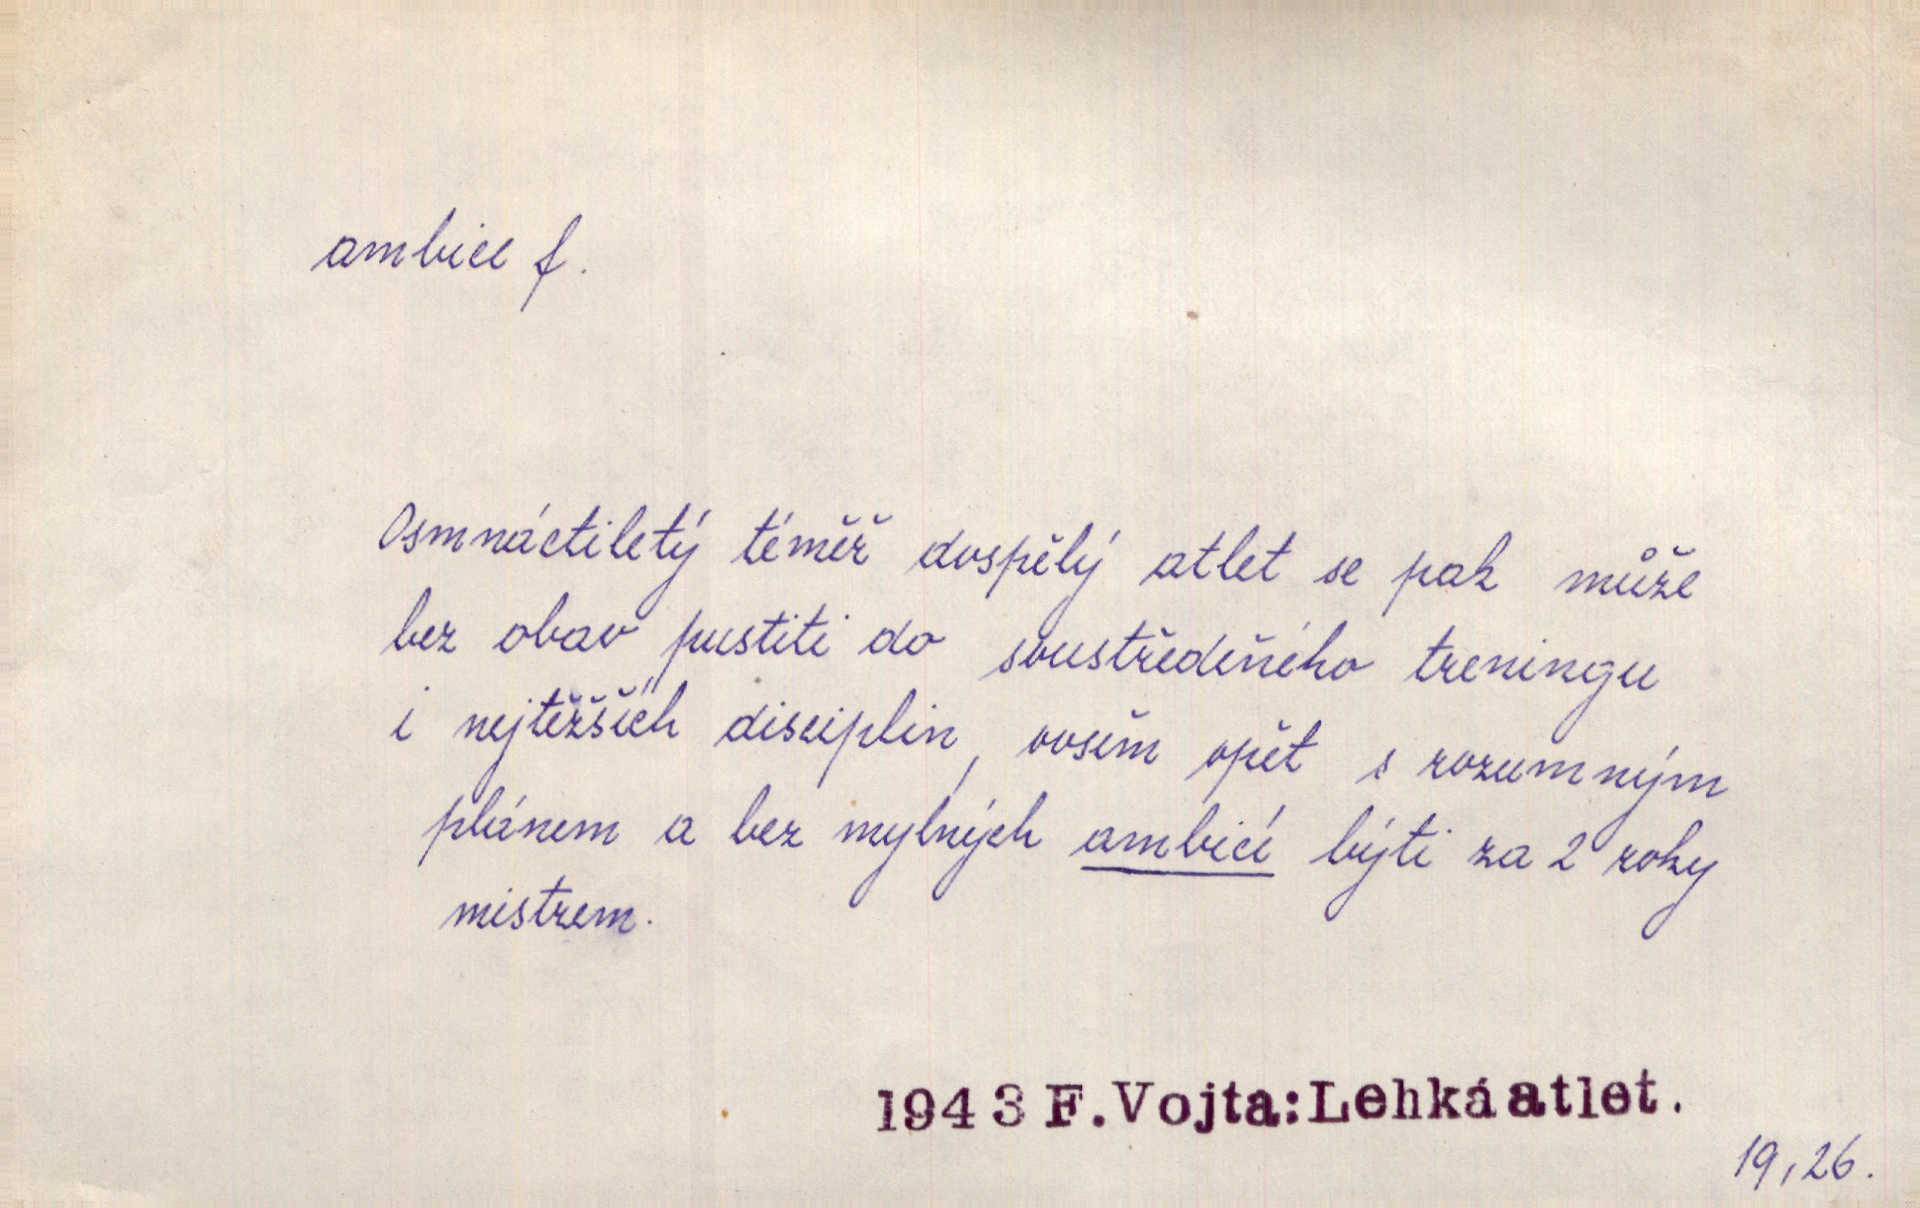 ambice f.
Osmnáctiletý téměř dospělý atlet se pak může
bez obav pustiti do soustředěného treningu
i nejtěžších disciplin, ovšem opět s rozumným
plánem a bez mylných ambicí býti za 2 roky
mistrem.
1943 F. Vojta: Lehká atlet.
19, 26.